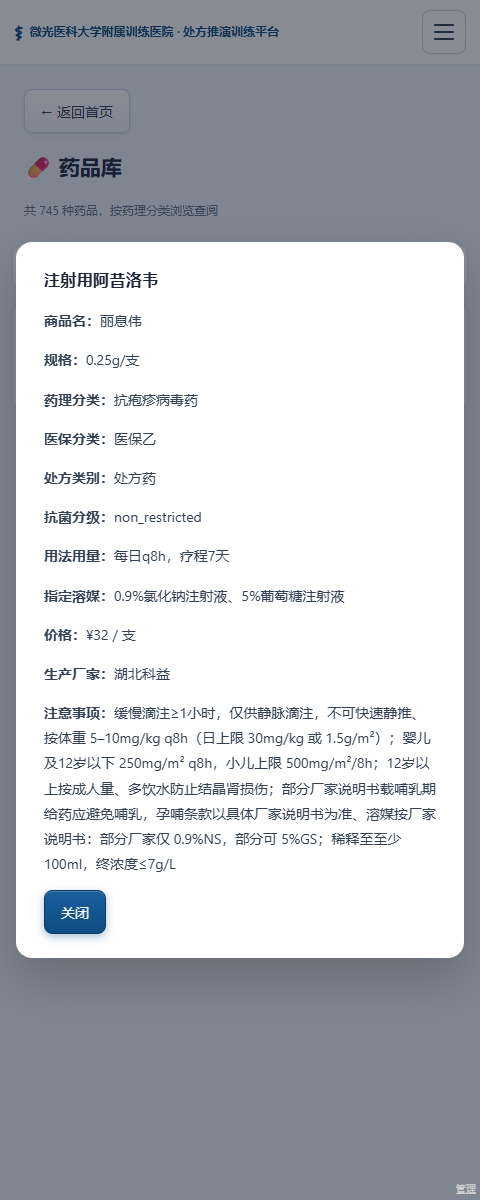 微光医科大学附属训练医院 · 处方推演训练平台
← 返回首页
药品库
共 745 种药品，按药理分类浏览查阅
注射用阿昔洛韦
商品名：丽息伟
规格：0.25g/支
药理分类：抗疱疹病毒药
医保分类：医保乙
处方类别：处方药
抗菌分级：non_restricted
用法用量：每日q8h，疗程7天
指定溶媒：0.9%氯化钠注射液、5%葡萄糖注射液
价格：¥32 / 支
生产厂家：湖北科益
注意事项：缓慢滴注≥1小时，仅供静脉滴注，不可快速静推、
按体重 5–10mg/kg q8h（日上限 30mg/kg 或 1.5g/m²）；婴儿
及12岁以下 250mg/m² q8h，小儿上限 500mg/m²/8h；12岁以
上按成人量、多饮水防止结晶肾损伤；部分厂家说明书载哺乳期
给药应避免哺乳，孕哺条款以具体厂家说明书为准、溶媒按厂家
说明书：部分厂家仅 0.9%NS，部分可 5%GS；稀释至至少
100ml，终浓度≤7g/L
关闭
管理